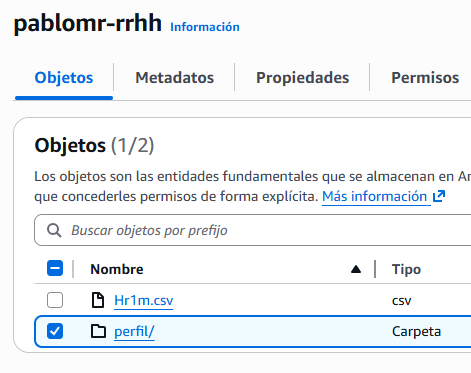 pablomr-rrhh Información
Objetos Metadatos Propiedades Permisos
Objetos (1/2)
Los objetos son las entidades fundamentales que se almacenan en
que concederles permisos de forma explícita. Más información
Buscar objetos por prefijo
Nombre Tipo
Hr1m.csv csv
perfil/ Carpeta